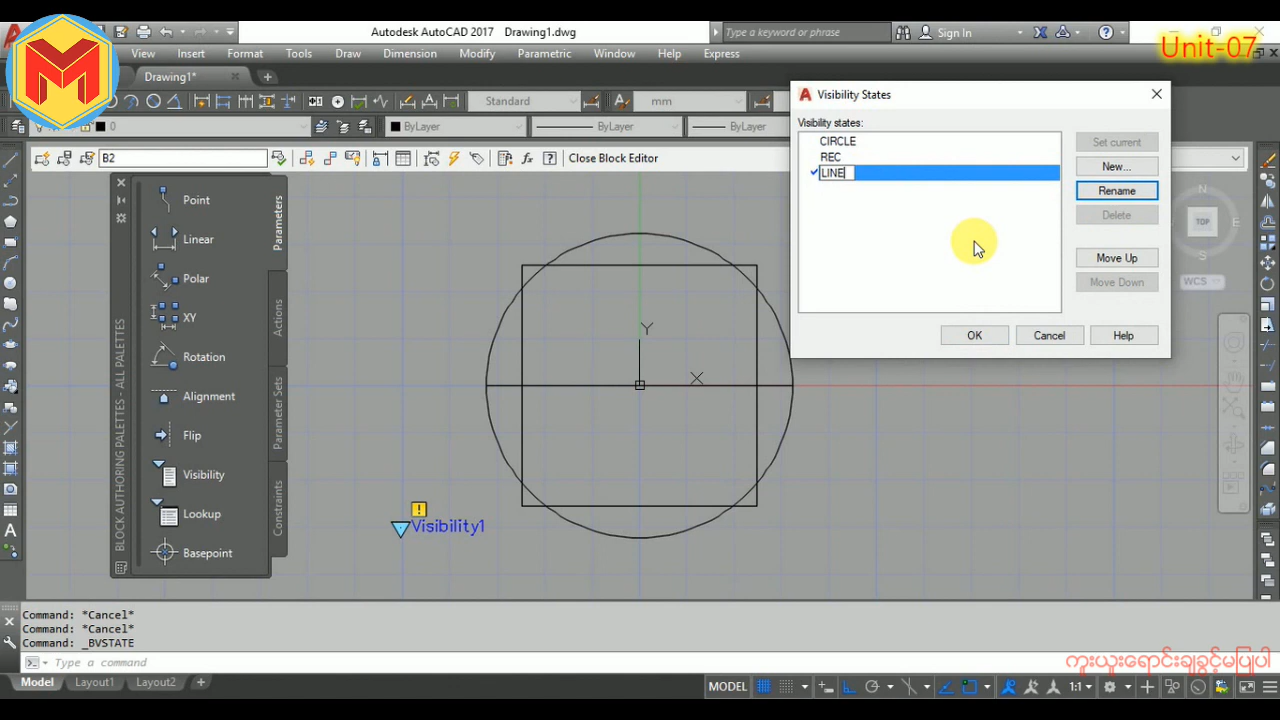 Autodesk AutoCAD 2017 Drawing1.dwg
Type a keyword or phrase
Sign In
Unit-07
View Insert Format Tools Draw Dimension Modify Parametric Window Help Express
Drawing1*
Standard
mm
0
ByLayer
ByLayer
ByLayer
B2
Close Block Editor
Point
Linear
Polar
XY
Rotation
Alignment
Flip
Visibility
Lookup
Basepoint
Parameters
Actions
Parameter Sets
Constraints
BLOCK AUTHORING PALETTES - ALL PALETTES
Visibility1
Y
X
Visibility States
Visibility states:
CIRCLE
REC
LINE
Set current
New...
Rename
Delete
Move Up
Move Down
OK Cancel Help
N
TOP
E
S
WCS
Command: *Cancel*
Command: *Cancel*
Command: _BVSTATE
Type a command
ကူးယူးရောင်းချခွင့်မပြုပါ
Model Layout1 Layout2
MODEL
1:1